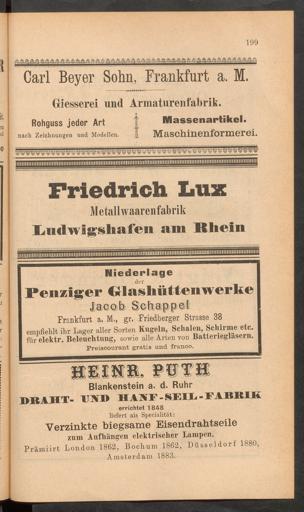 199
Carl Beyer Sohn, Frankfurt a. M.
Giesserei und Armaturenfabrik.
Rohguss jeder Art
nach Zeichnungen und Modellen.
Massenartikel.
Maschinenformerei.
Friedrich Lux
Metallwaarenfabrik
Ludwigshafen am Rhein
Niederlage
der
Penziger Glashüttenwerke
Jacob Schappel
Frankfurt a. M., gr. Friedberger Strasse 38
empfiehlt ihr Lager aller Sorten Kugeln, Schalen, Schirme etc.
für elektr. Beleuchtung, sowie alle Arten von Batteriegläsern.
Preiscourant gratis und franco.
HEINR. PUTH
Blankenstein a. d. Ruhr
DRAHT- UND HANF-SEIL-FABRIK
errichtet 1848
liefert als Specialität:
Verzinkte biegsame Eisendrahtseile
zum Aufhängen elektrischer Lampen,
Prämiirt London 1862, Bochum 1862, Düsseldorf 1880,
Amsterdam 1883.